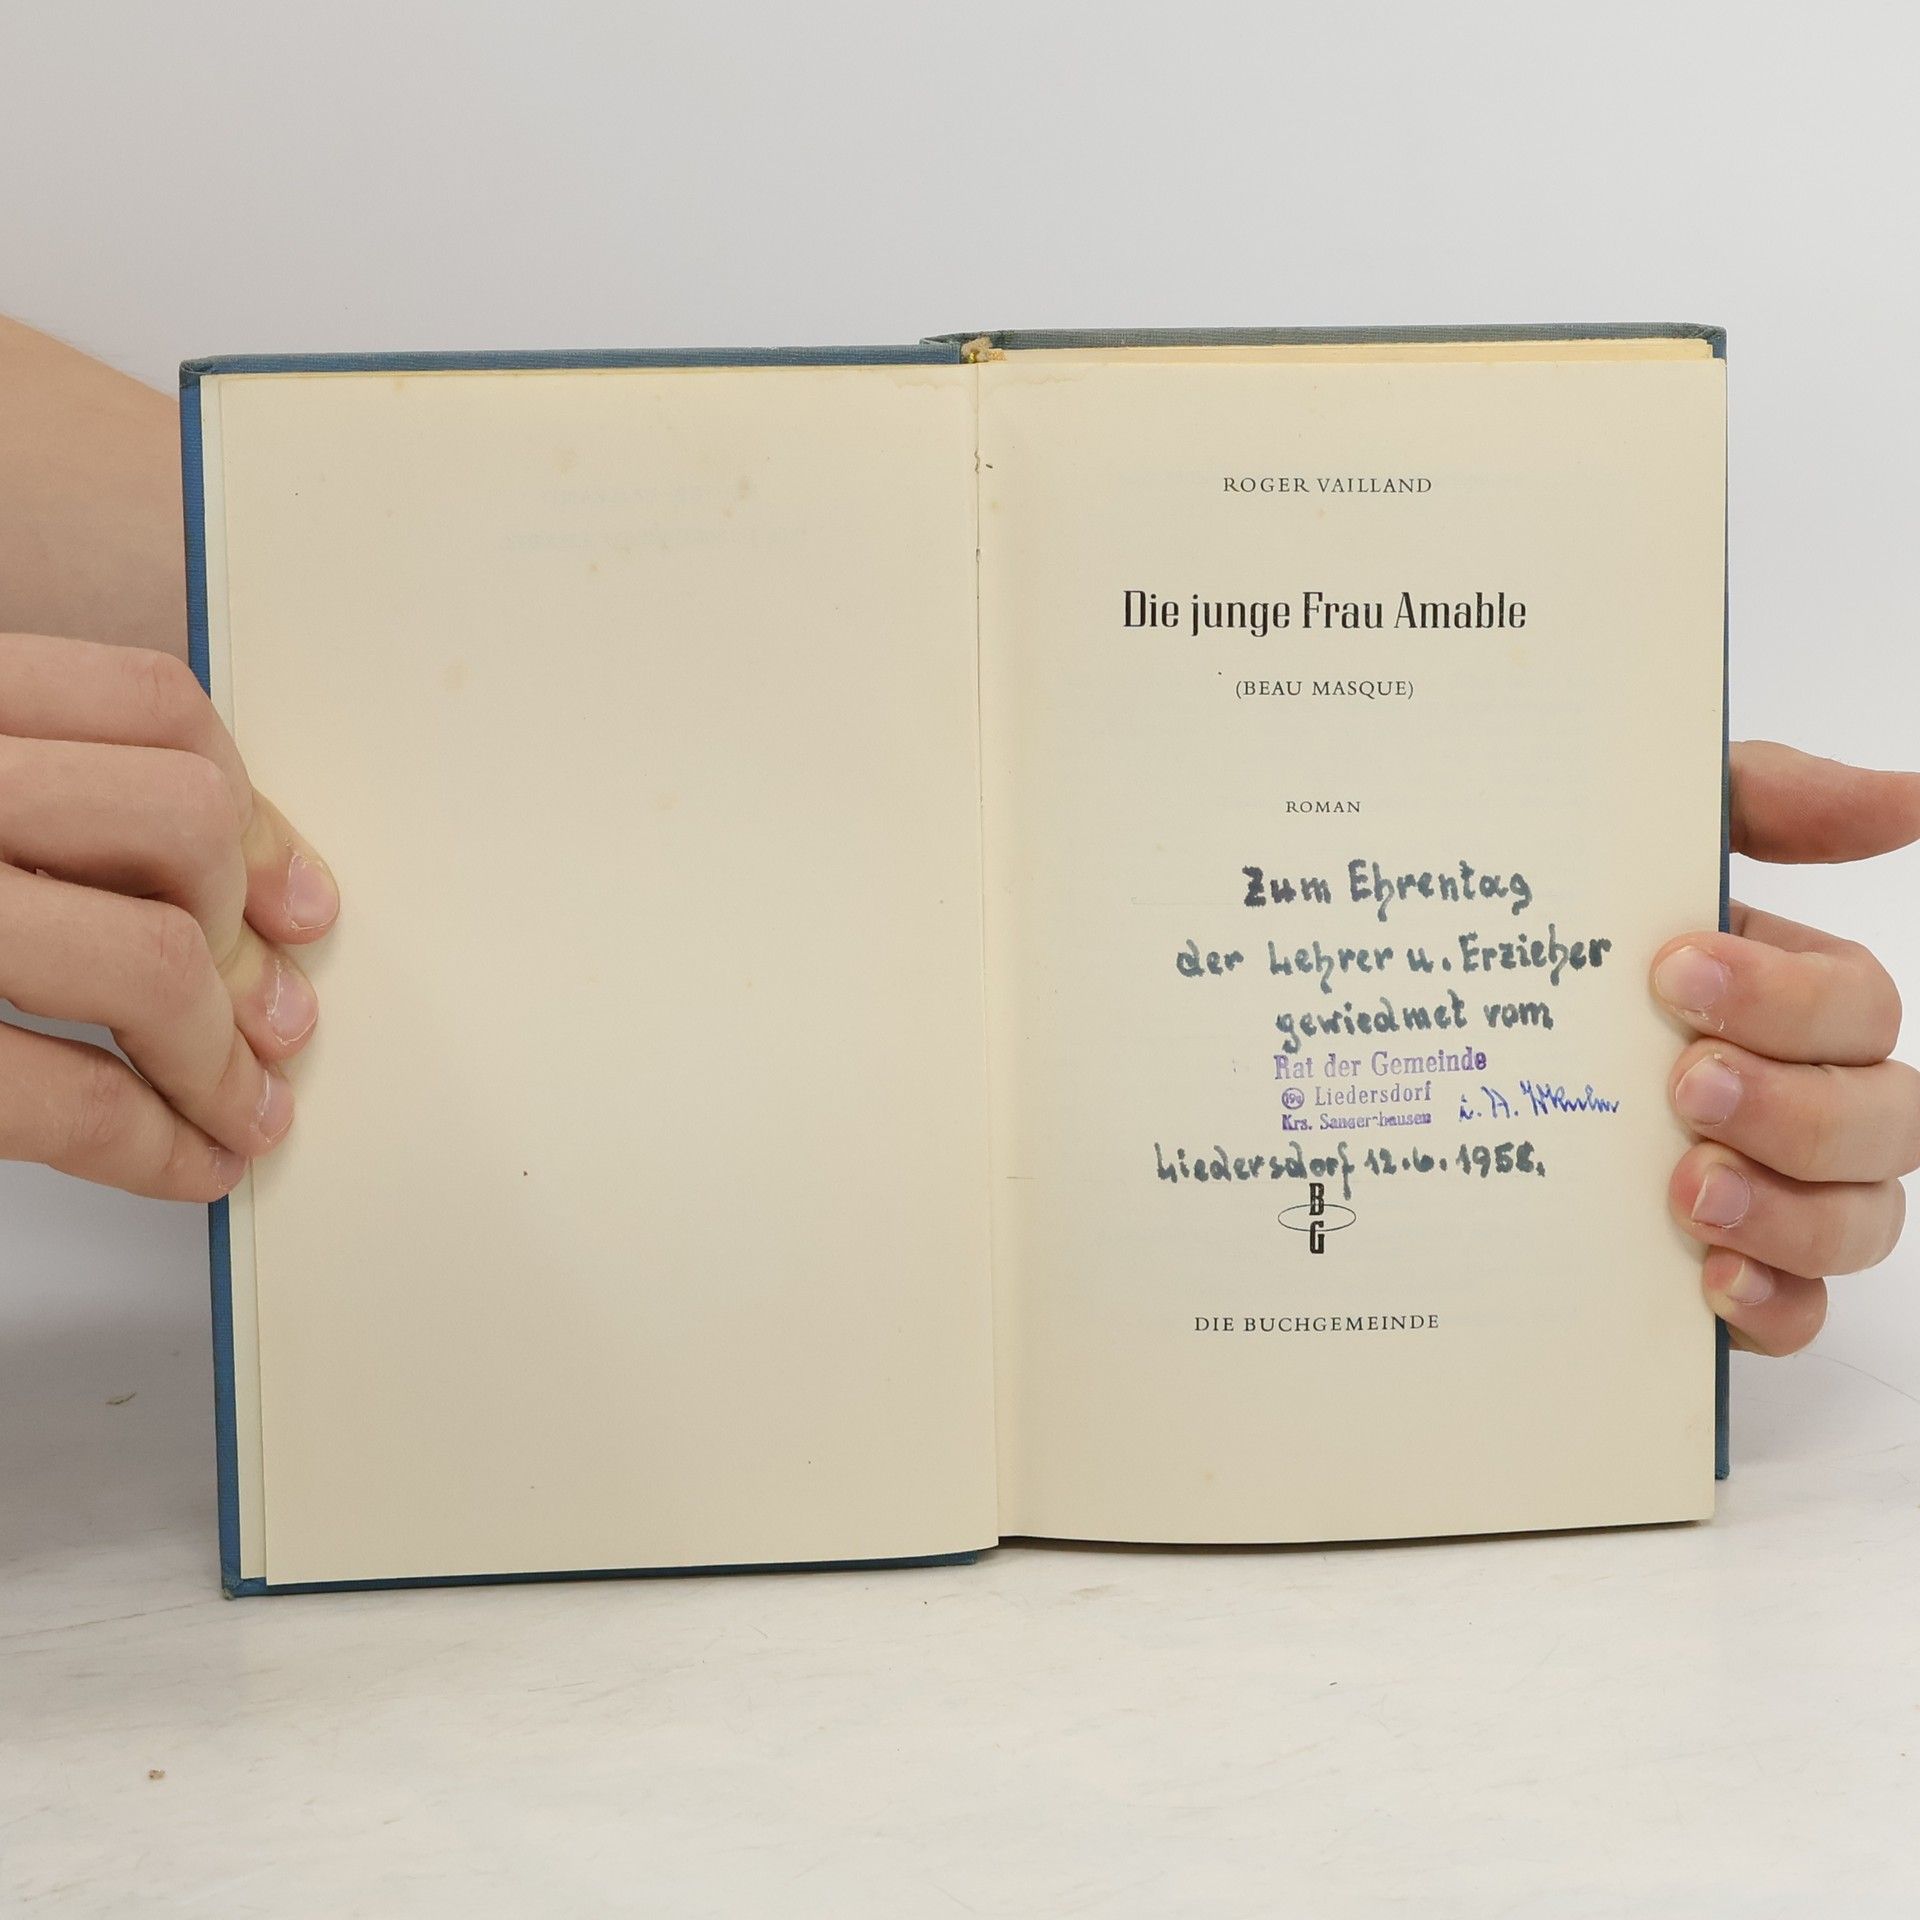 ROGER VAILLAND
Die junge Frau Amable
(BEAU MASQUE)
ROMAN
Zum Ehrentag
der Lehrer u. Erzieher
gewiedmet vom
Rat der Gemeinde
19a Liedersdorf i. A.
Krs. Sangerhausen
Liedersdorf 12.6.1958.
B
G
DIE BUCHGEMEINDE